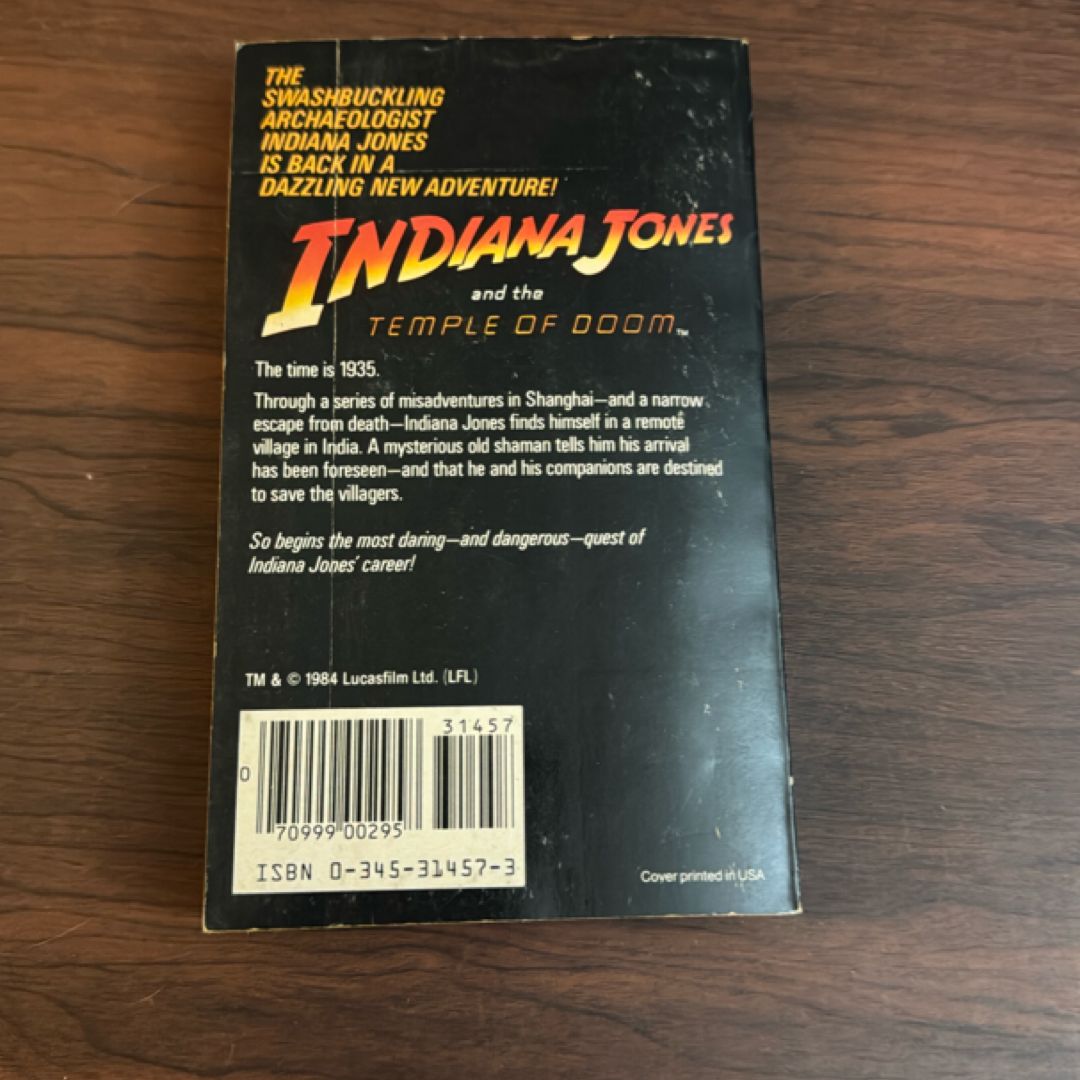 THE
SWASHBUCKLING
ARCHAEOLOGIST
INDIANA JONES
IS BACK IN A
DAZZLING NEW ADVENTURE!
INDIANA JONES
and the
TEMPLE OF DOOM™
The time is 1935.
Through a series of misadventures in Shanghai—and a narrow
escape from death—Indiana Jones finds himself in a remote
village in India. A mysterious old shaman tells him his arrival
has been foreseen—and that he and his companions are destined
to save the villagers.
So begins the most daring—and dangerous—quest of
Indiana Jones' career!
TM & © 1984 Lucasfilm Ltd. (LFL)
31457
0
70999 00295
ISBN 0-345-31457-3
Cover printed in USA